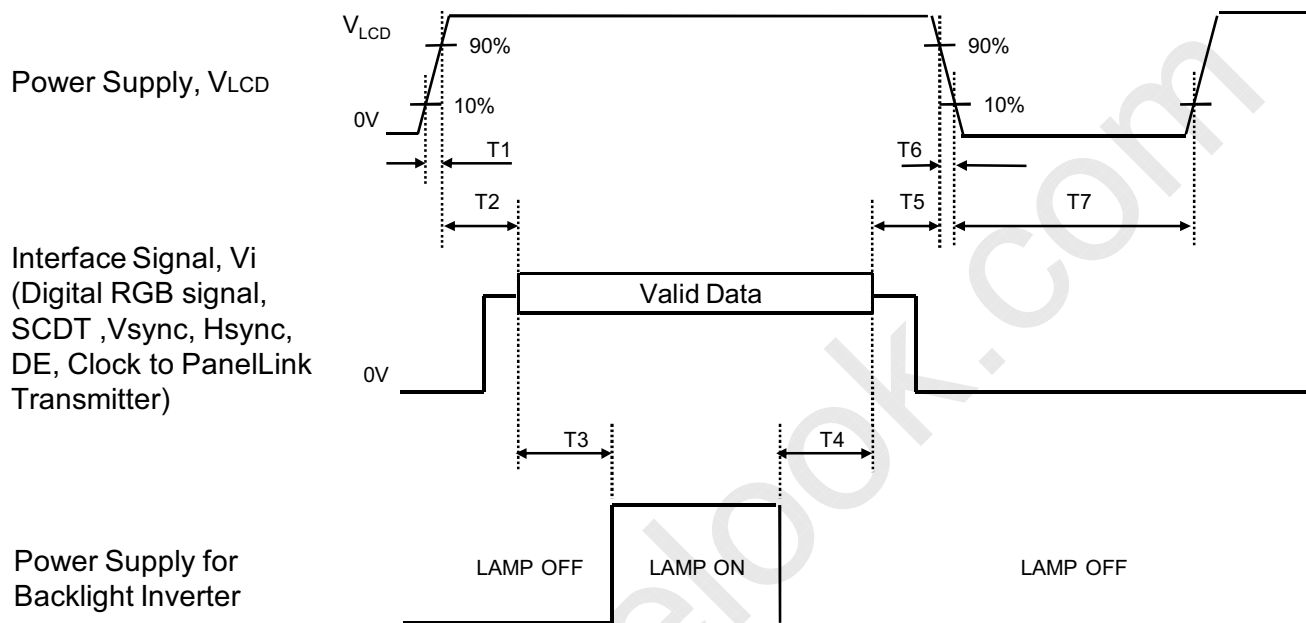 VLCD
90%
90%
Power Supply, VLCD
10%
10%
0V
T1
T6
T2
T5
T7
Interface Signal, Vi
(Digital RGB signal,
SCDT ,Vsync, Hsync,
DE, Clock to PanelLink
Transmitter)
Valid Data
0V
T3
T4
Power Supply for
Backlight Inverter
LAMP OFF
LAMP ON
LAMP OFF
elook.com